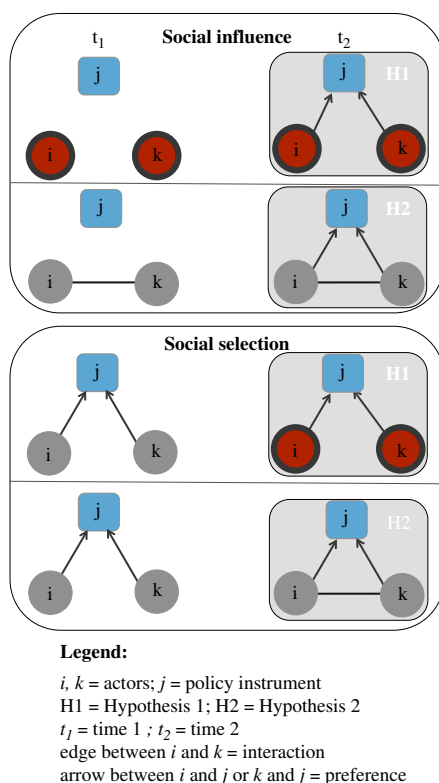 t1 Social influence t2
j j H1
i k i k
j j H2
i k i k
Social selection
j j H1
i k i k
j j H2
i k i k
Legend:
i, k = actors; j = policy instrument
H1 = Hypothesis 1; H2 = Hypothesis 2
t1 = time 1 ; t2 = time 2
edge between i and k = interaction
arrow between i and j or k and j = preference